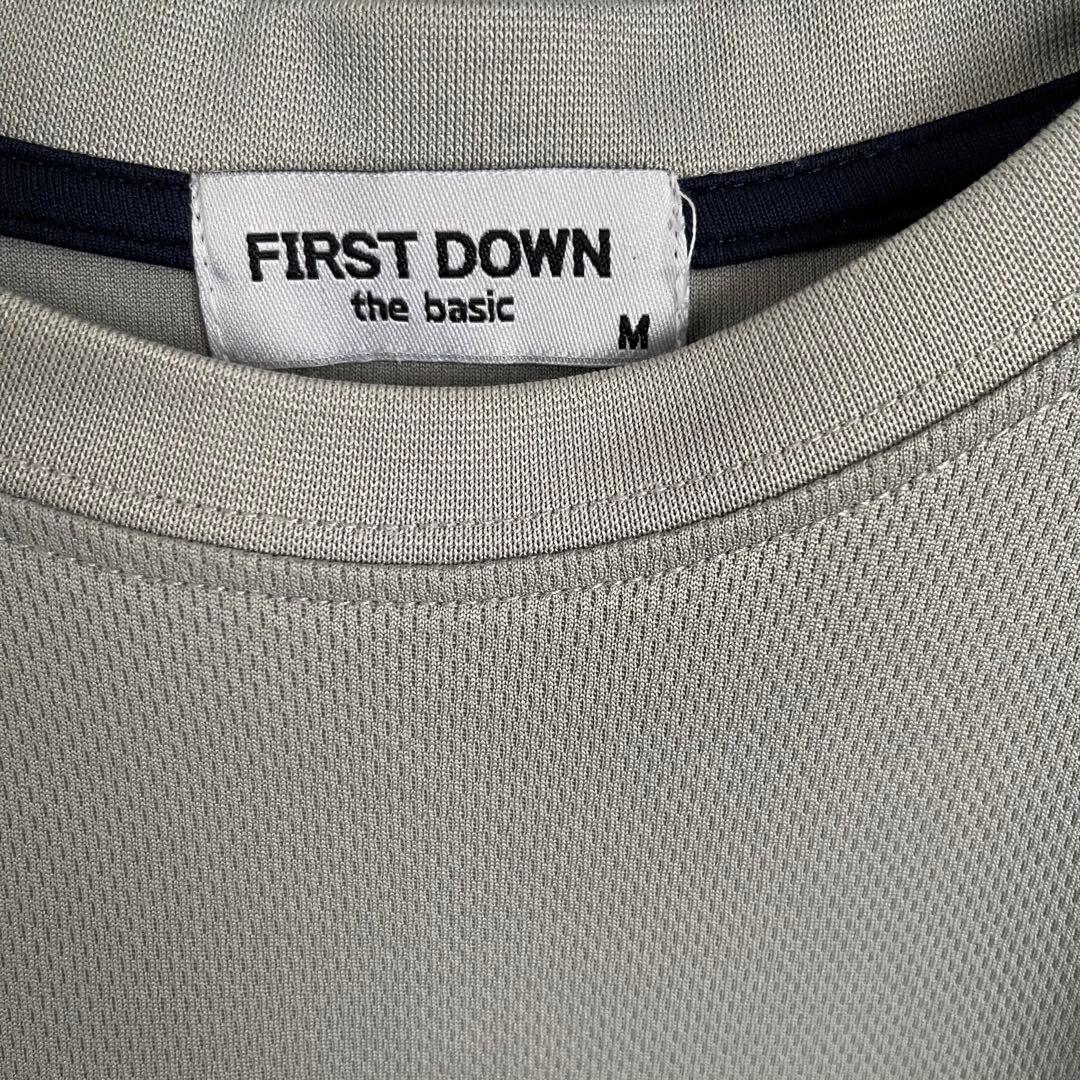 FIRST DOWN
the basic
M